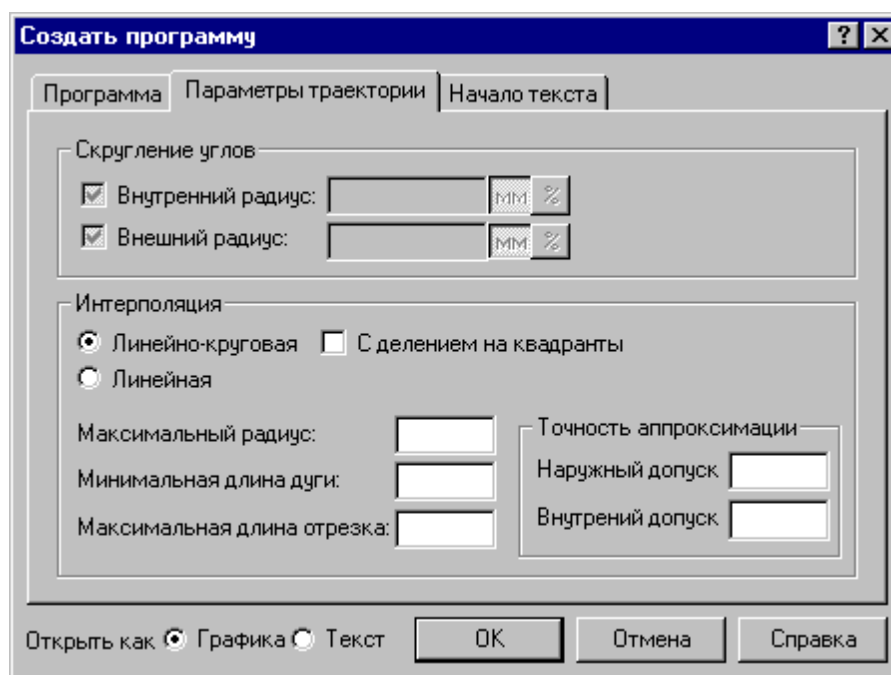 Создать программу
Программа Параметры траектории Начало текста
Скругление углов
Внутренний радиус: мм %
Внешний радиус: мм %
Интерполяция
Линейно-круговая С делением на квадранты
Линейная
Максимальный радиус:
Минимальная длина дуги:
Максимальная длина отрезка:
Точность аппроксимации
Наружный допуск
Внутрений допуск
Открыть как Графика Текст OK Отмена Справка